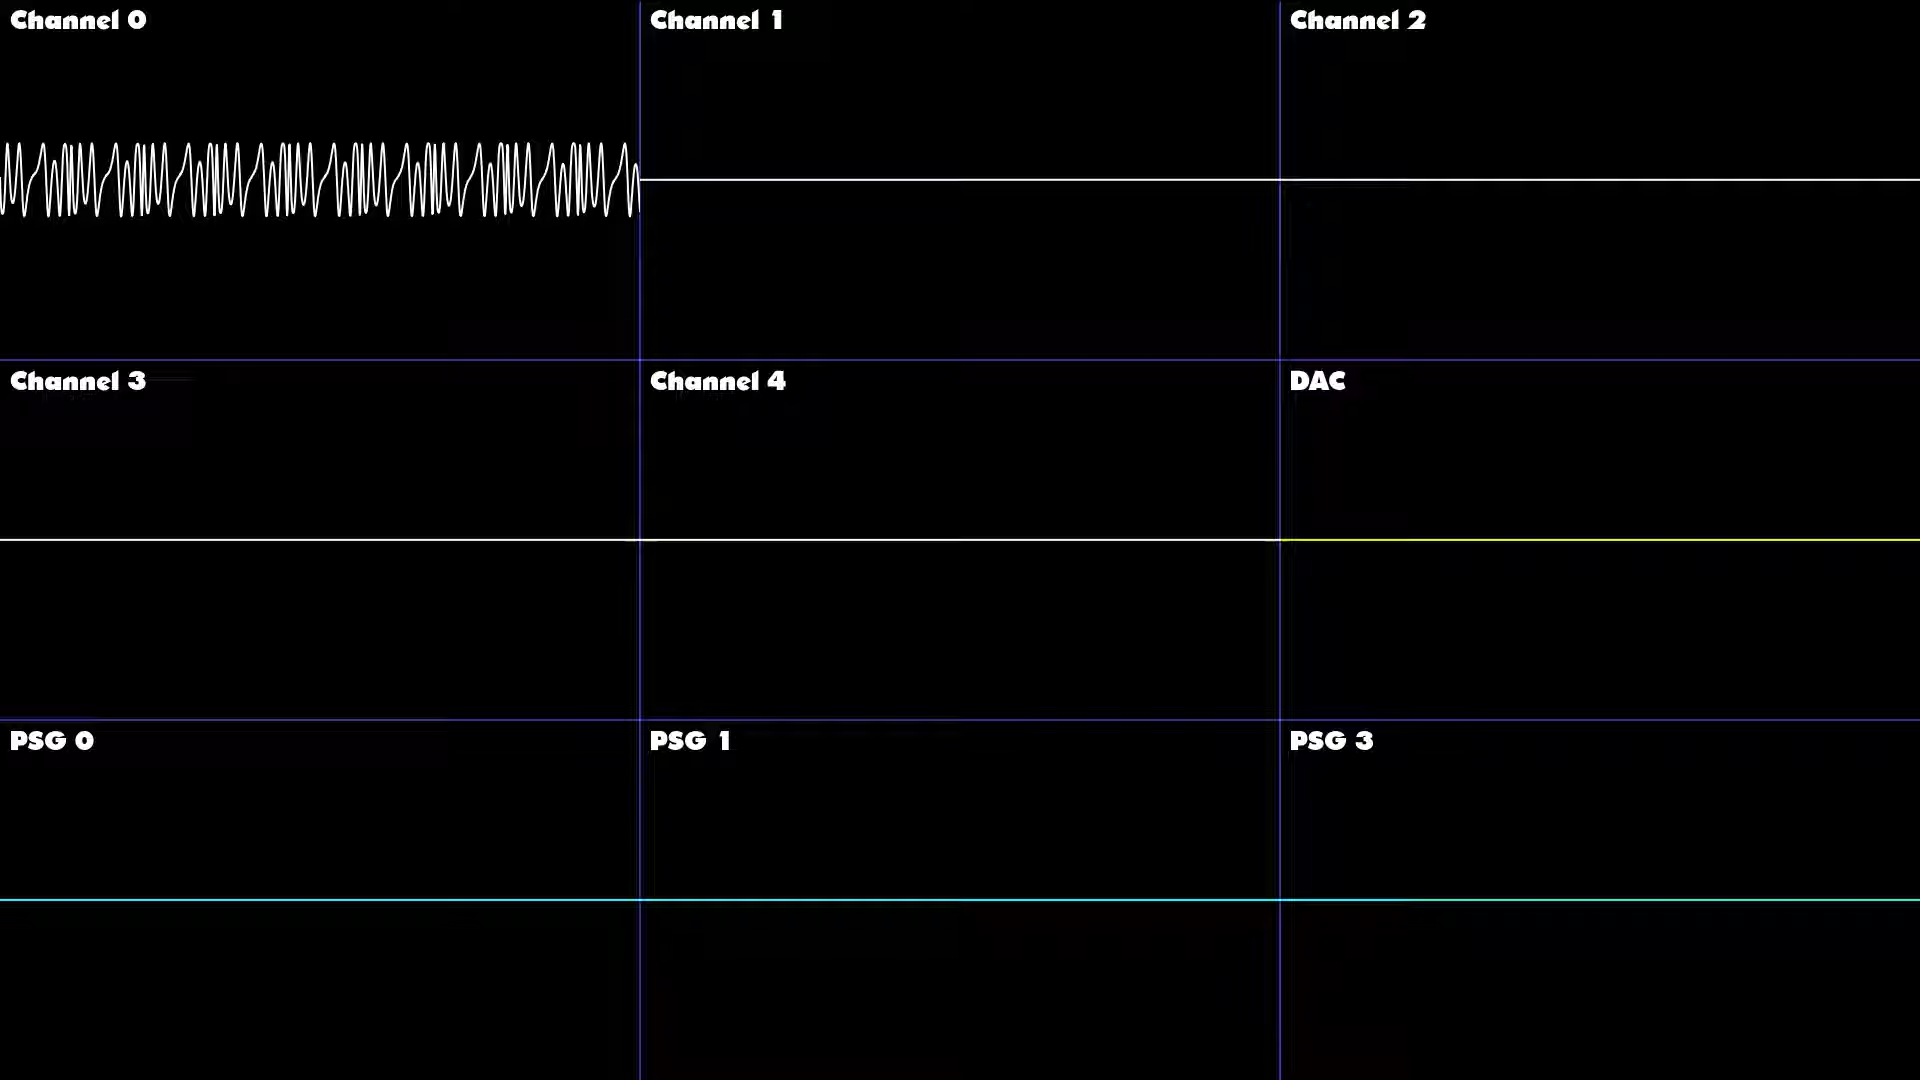 Channel 0
Channel 1
Channel 2
Channel 3
Channel 4
DAC
PSG 0
PSG 1
PSG 3